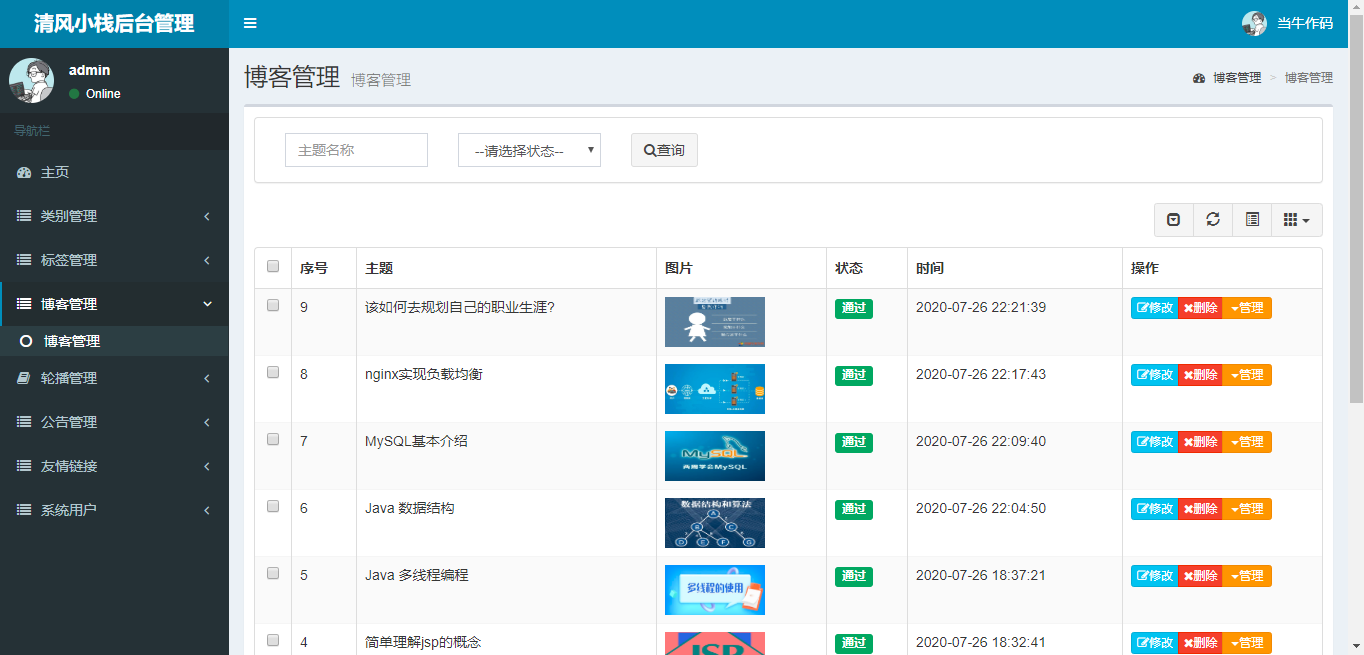 清风小栈后台管理
当牛作码
admin
Online
导航栏
主页
类别管理
标签管理
博客管理
博客管理
轮播管理
公告管理
友情链接
系统用户
博客管理 博客管理
博客管理 > 博客管理
主题名称
--请选择状态--
查询
序号 主题 图片 状态 时间 操作
9 该如何去规划自己的职业生涯? 通过 2020-07-26 22:21:39 修改 删除 管理
8 nginx实现负载均衡 通过 2020-07-26 22:17:43 修改 删除 管理
7 MySQL基本介绍 通过 2020-07-26 22:09:40 修改 删除 管理
MySQL
两周学会MySQL
6 Java 数据结构 通过 2020-07-26 22:04:50 修改 删除 管理
数据结构和算法
A
B C
D E F G
5 Java 多线程编程 通过 2020-07-26 18:37:21 修改 删除 管理
多线程的使用
4 简单理解jsp的概念 通过 2020-07-26 18:32:41 修改 删除 管理
JSP